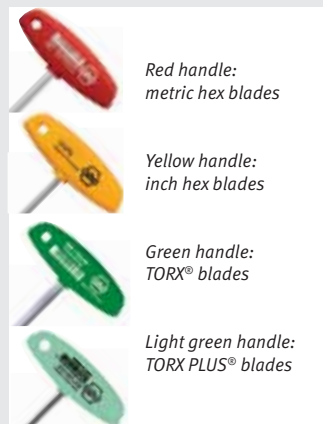 Red handle:
metric hex blades
Yellow handle:
inch hex blades
Green handle:
TORX® blades
Light green handle:
TORX PLUS® blades